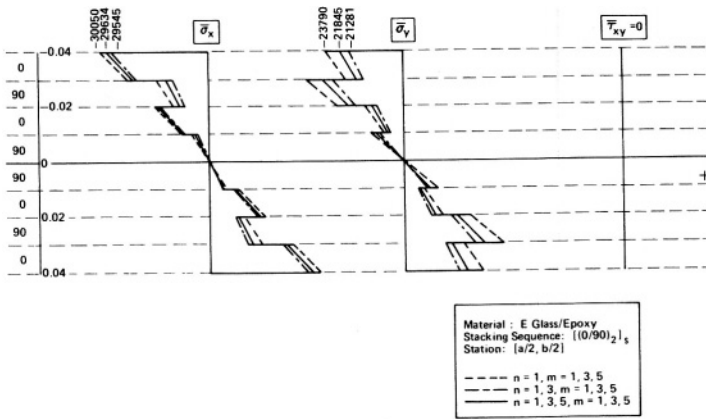 -30050
-29634
-29545
σ̅x
-23790
-21845
-21281
σ̅y
τ̅xy =0
-0.04
0
90
-0.02
0
90
0
90
0
0.02
90
0
0.04
Material : E Glass/Epoxy
Stacking Sequence: [(0/90)2]s
Station: [a/2, b/2]
n = 1, m = 1, 3, 5
n = 1, 3, m = 1, 3, 5
n = 1, 3, 5, m = 1, 3, 5